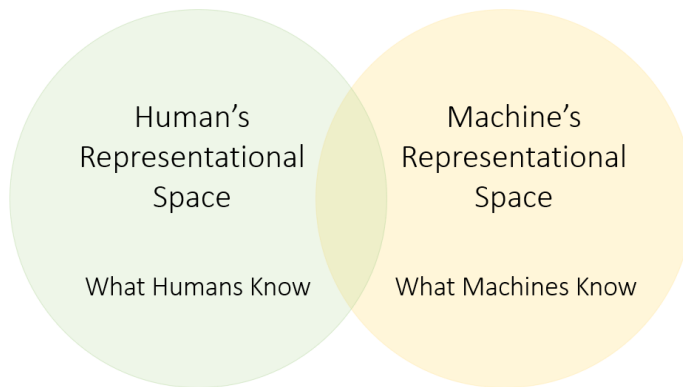 Human's
Representational
Space
What Humans Know
Machine's
Representational
Space
What Machines Know